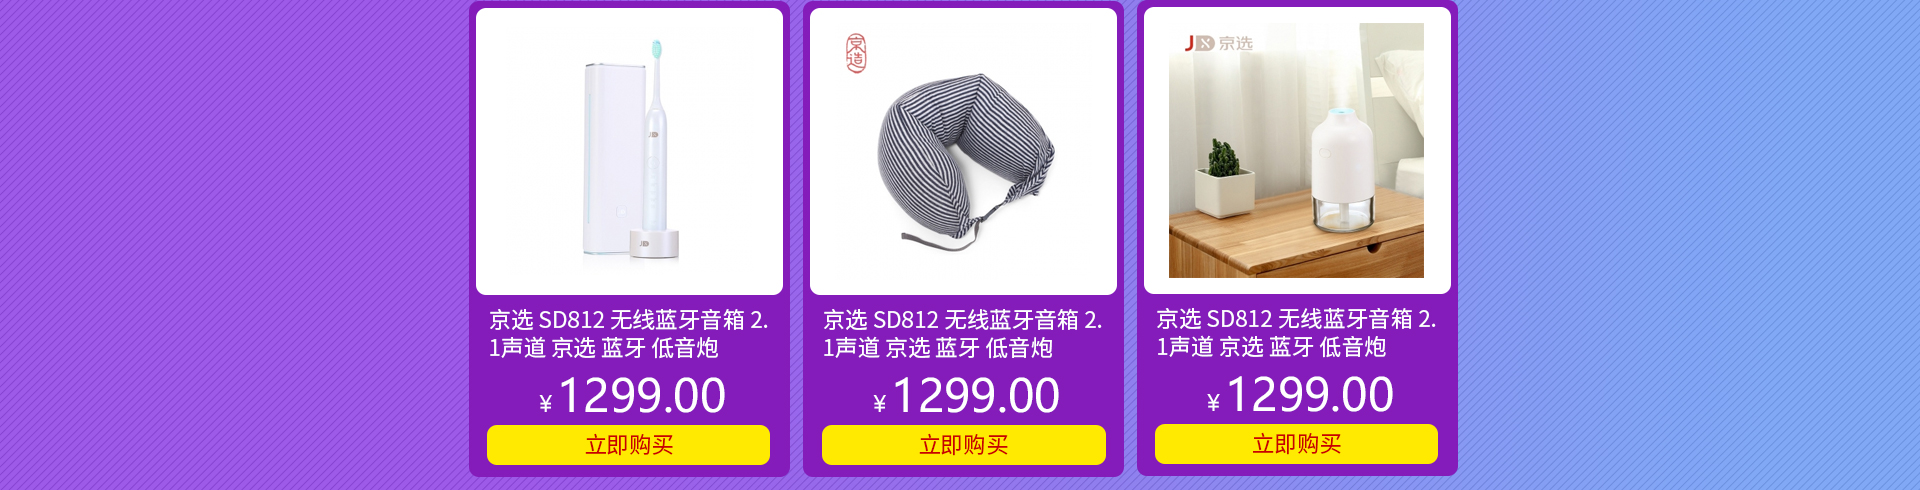 京造
JD 京选
JD
JD
京选 SD812 无线蓝牙音箱 2.
1声道 京选 蓝牙 低音炮
¥ 1299.00
立即购买
京选 SD812 无线蓝牙音箱 2.
1声道 京选 蓝牙 低音炮
¥ 1299.00
立即购买
京选 SD812 无线蓝牙音箱 2.
1声道 京选 蓝牙 低音炮
¥ 1299.00
立即购买